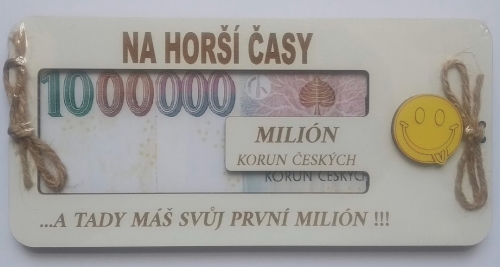 NA HORŠÍ ČASY
1000000
MILIÓN
KORUN ČESKÝCH
KORUN ČESKÝCH
...A TADY MÁŠ SVŮJ PRVNÍ MILIÓN !!!